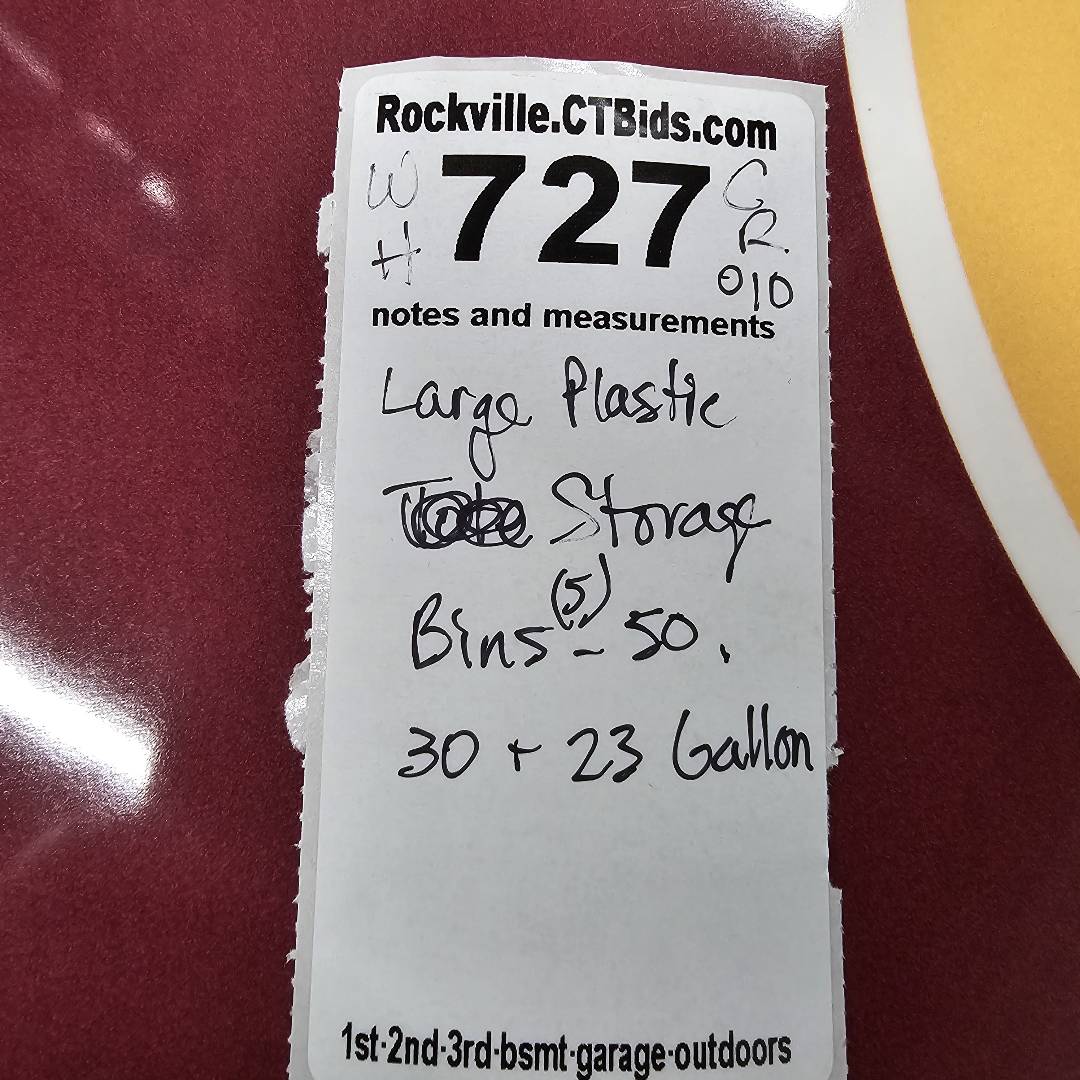 Rockville.CTBids.com
W 727 C
H R.
010
notes and measurements
Large Plastic
Storage
(5)
Bins - 50,
30 + 23 Gallon
1st-2nd-3rd-bsmt-garage-outdoors